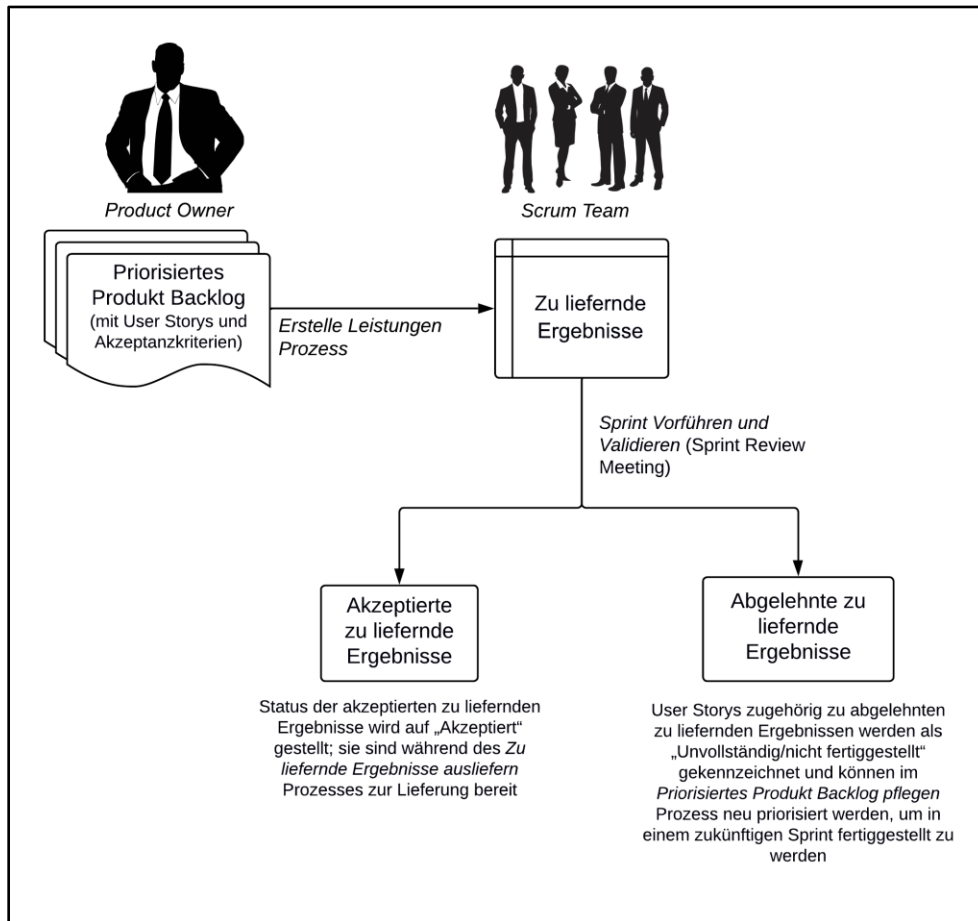 Product Owner
Scrum Team
Priorisiertes
Produkt Backlog
(mit User Storys und
Akzeptanzkriterien)
Erstelle Leistungen
Prozess
Zu liefernde
Ergebnisse
Sprint Vorführen und
Validieren (Sprint Review
Meeting)
Akzeptierte
zu liefernde
Ergebnisse
Abgelehnte zu
liefernde
Ergebnisse
Status der akzeptierten zu liefernden
Ergebnisse wird auf „Akzeptiert“
gestellt; sie sind während des Zu
liefernde Ergebnisse ausliefern
Prozesses zur Lieferung bereit
User Storys zugehörig zu abgelehnten
zu liefernden Ergebnissen werden als
„Unvollständig/nicht fertiggestellt“
gekennzeichnet und können im
Priorisiertes Produkt Backlog pflegen
Prozess neu priorisiert werden, um in
einem zukünftigen Sprint fertiggestellt zu
werden